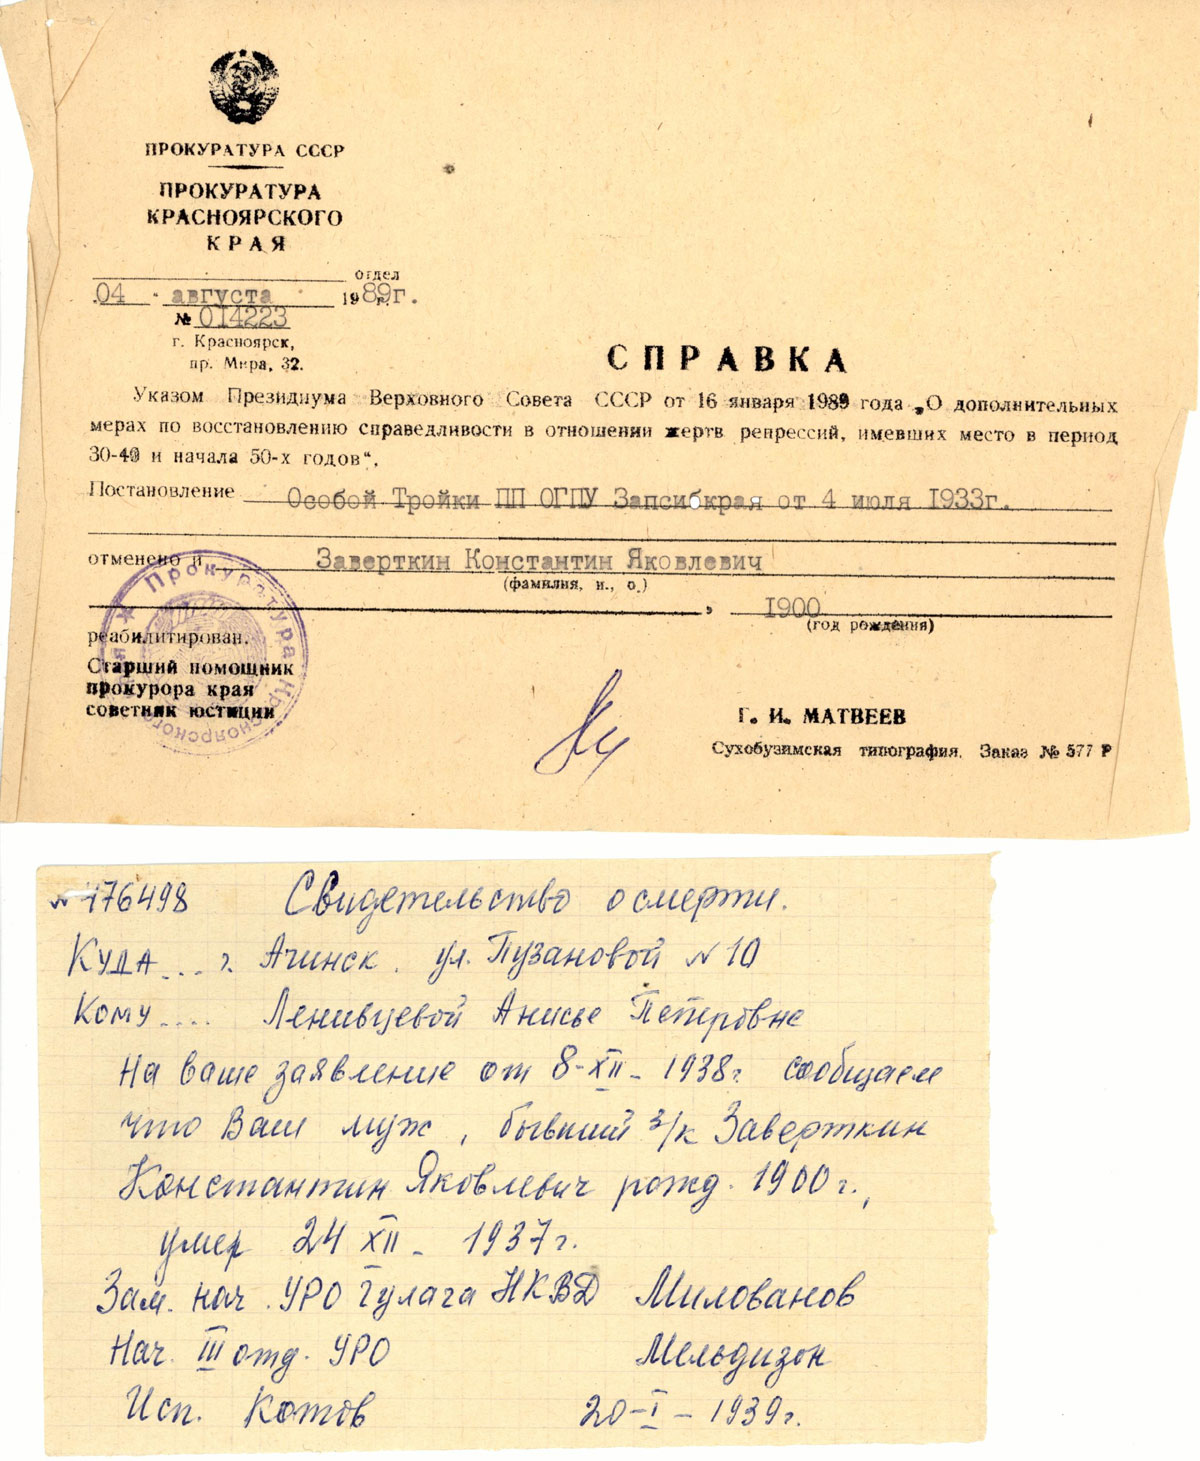 ПРОКУРАТУРА СССР
ПРОКУРАТУРА
КРАСНОЯРСКОГО
КРАЯ
отдел
04 августа 1989г.
№ 014223
г. Красноярск,
пр. Мира, 32.
СПРАВКА
Указом Президиума Верховного Совета СССР от 16 января 1989 года „О дополнительных
мерах по восстановлению справедливости в отношении жертв репрессий, имевших место в период
30-40 и начала 50-х годов“.
Постановление Особой Тройки ПП ОГПУ Запсибкрая от 4 июля 1933г.
отменено и Заверткин Константин Яковлевич
(фамилия, и., о.)
, 1900
(год рождения)
реабилитирован.
Старший помощник
прокурора края
советник юстиции
Г. И. МАТВЕЕВ
Сухобузимская типография. Заказ № 577 Р
Прокуратура Красноярского
№ 176498 Свидетельство о смерти.
Куда... г. Ачинск. ул. Пузановой № 10
Кому.... Ленивцевой Анисье Петровне
На ваше заявление от 8-XII- 1938г. сообщаем
что Ваш муж, бывший з/к Заверткин
Константин Яковлевич рожд. 1900г.,
умер 24 XII - 1937г.
Зам. нач. УРО Гулага НКВД Милованов
Нач. III отд. УРО Мельдизон
Исп. Котов 20-I-1939г.